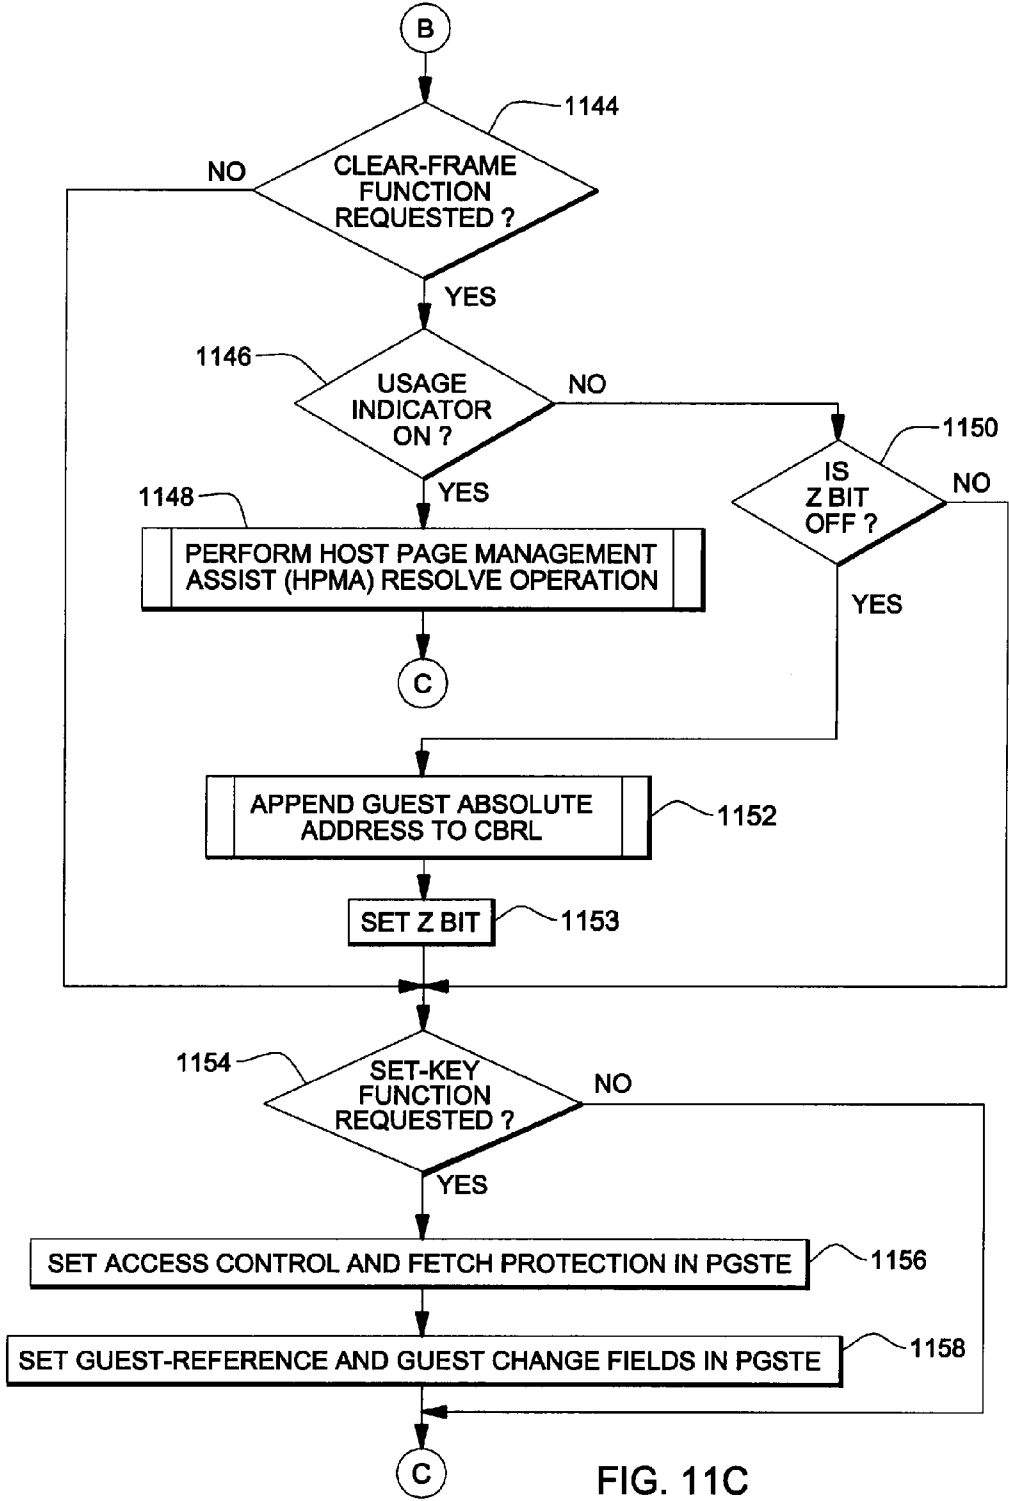 B
1144
NO
CLEAR-FRAME
FUNCTION
REQUESTED ?
YES
1146
USAGE
INDICATOR
ON ?
NO
1150
IS
Z BIT
OFF ?
NO
YES
1148
PERFORM HOST PAGE MANAGEMENT
ASSIST (HPMA) RESOLVE OPERATION
YES
C
APPEND GUEST ABSOLUTE
ADDRESS TO CBRL
1152
SET Z BIT
1153
1154
SET-KEY
FUNCTION
REQUESTED ?
NO
YES
SET ACCESS CONTROL AND FETCH PROTECTION IN PGSTE
1156
SET GUEST-REFERENCE AND GUEST CHANGE FIELDS IN PGSTE
1158
C
FIG. 11C